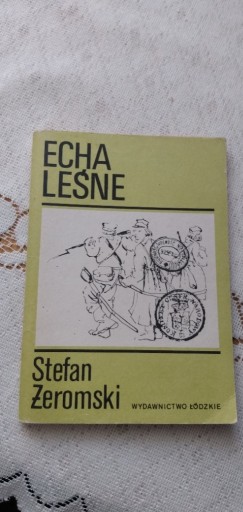 ECHA
LEŚNE
Stefan
Żeromski
WYDAWNICTWO ŁÓDZKIE